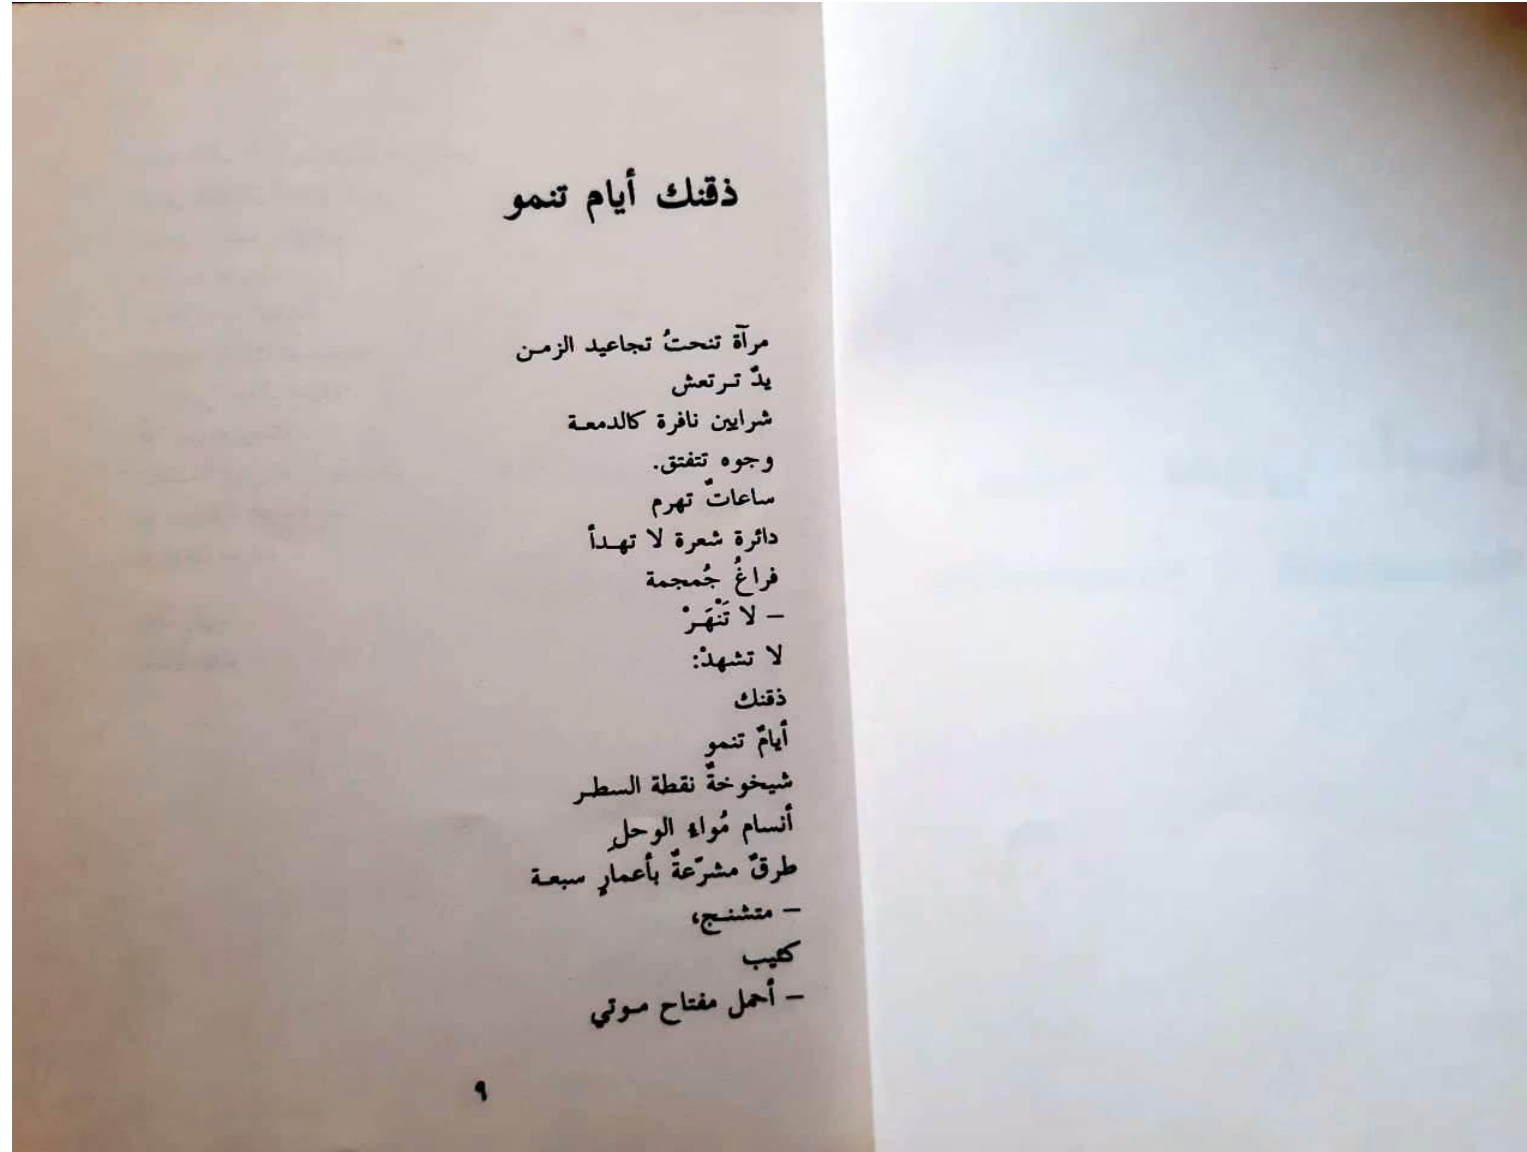 ذقنك أيام تنمو
مرآة تنحتُ تجاعيد الزمن
يدٌ ترتعش
شرايين نافرة كالدمعة
وجوه تتفتق.
ساعاتٌ تهرم
دائرة شعرة لا تهدأ
فراغُ جُمجمة
– لا تَنْهَرْ
لا تشهدْ:
ذقنك
أيامٌ تنمو
شيخوخةٌ نقطة السطر
أنسام مُواءِ الوحلِ
طرقٌ مشرّعةٌ بأعمارٍ سبعة
– متشنج،
كئيب
– أحمل مفتاح موتي
٩